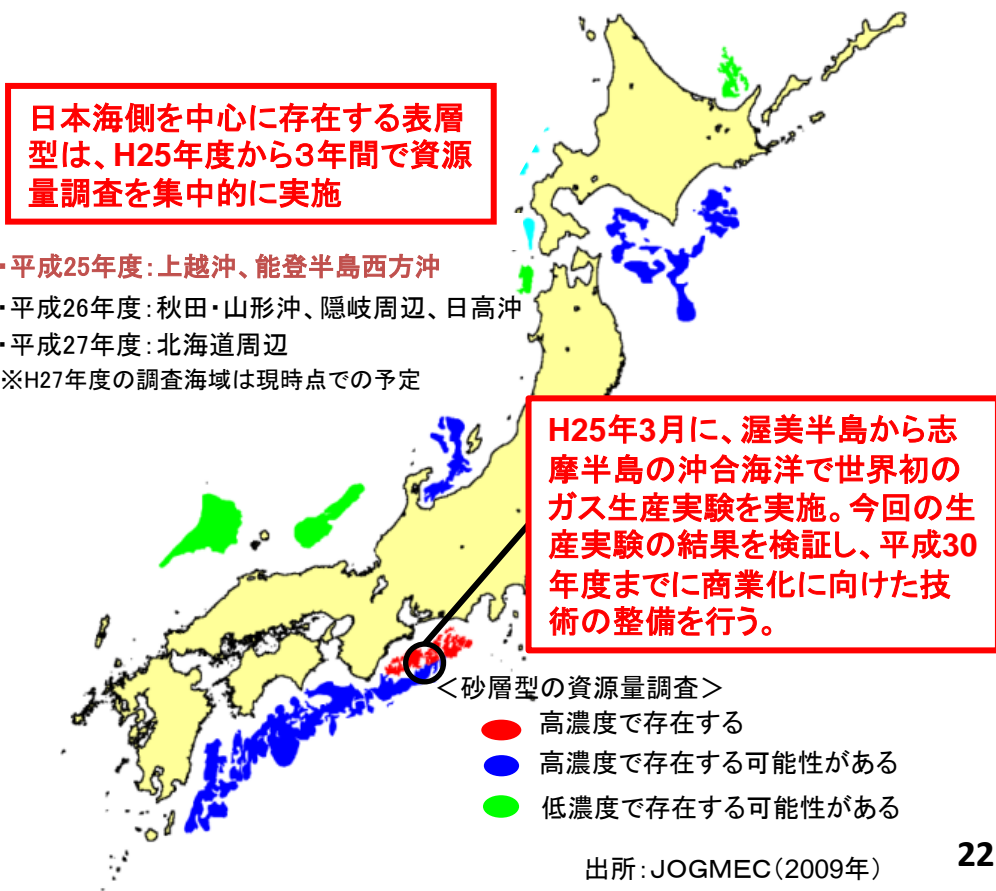 日本海側を中心に存在する表層
型は、H25年度から3年間で資源
量調査を集中的に実施
・平成25年度：上越沖、能登半島西方沖
・平成26年度：秋田・山形沖、隠岐周辺、日高沖
・平成27年度：北海道周辺
※H27年度の調査海域は現時点での予定
H25年3月に、渥美半島から志
摩半島の沖合海洋で世界初の
ガス生産実験を実施。今回の生
産実験の結果を検証し、平成30
年度までに商業化に向けた技
術の整備を行う。
＜砂層型の資源量調査＞
高濃度で存在する
高濃度で存在する可能性がある
低濃度で存在する可能性がある
出所：JOGMEC（2009年）
22